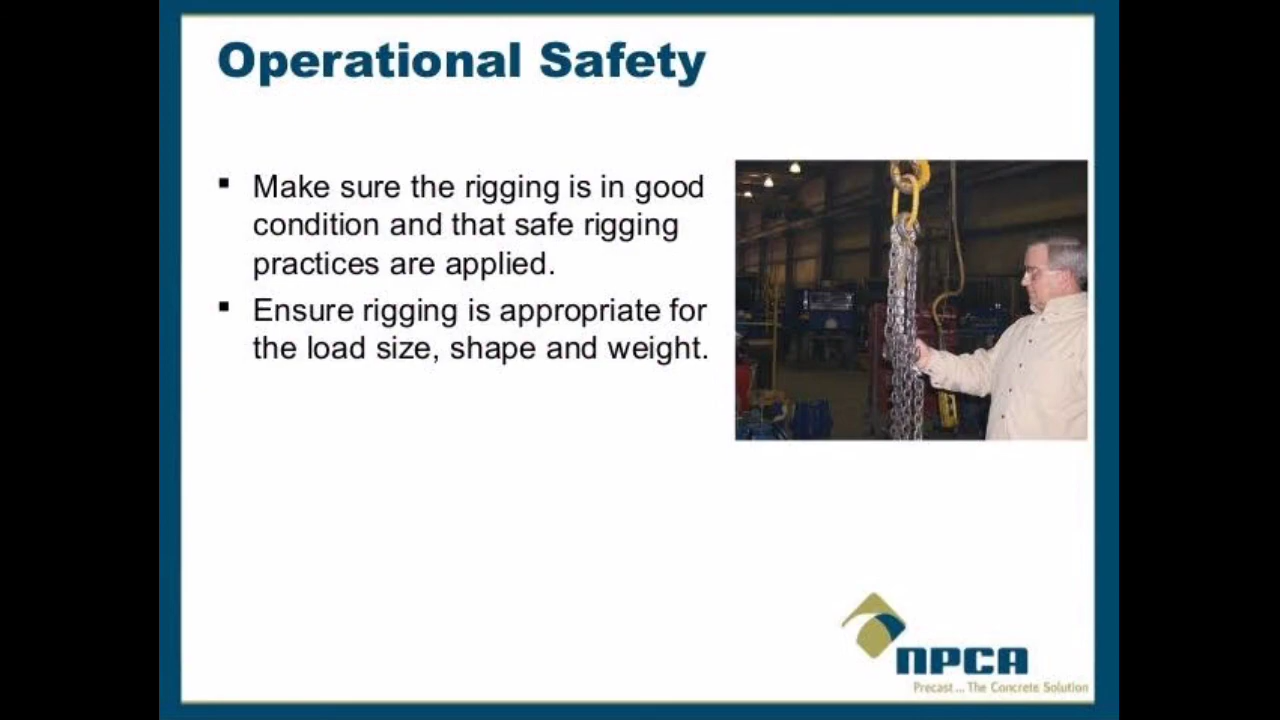 Operational Safety
▪ Make sure the rigging is in good
condition and that safe rigging
practices are applied.
▪ Ensure rigging is appropriate for
the load size, shape and weight.
NPCA
Precast... The Concrete Solution